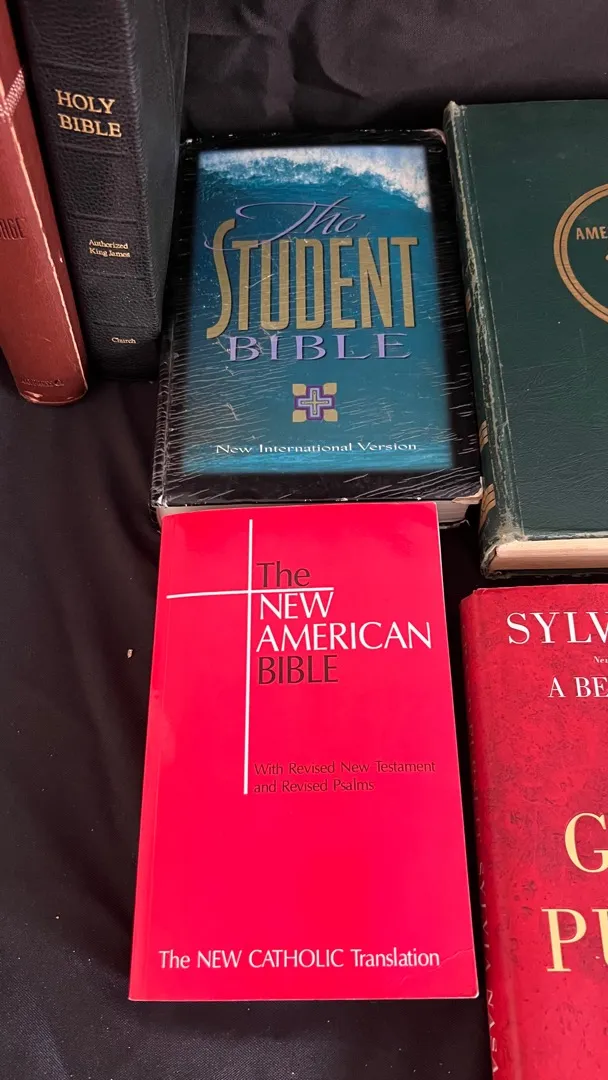 HOLY
BIBLE
Authorized
King James
Church
The
STUDENT
BIBLE
New International Version
The
NEW
AMERICAN
BIBLE
With Revised New Testament
and Revised Psalms
The NEW CATHOLIC Translation
A